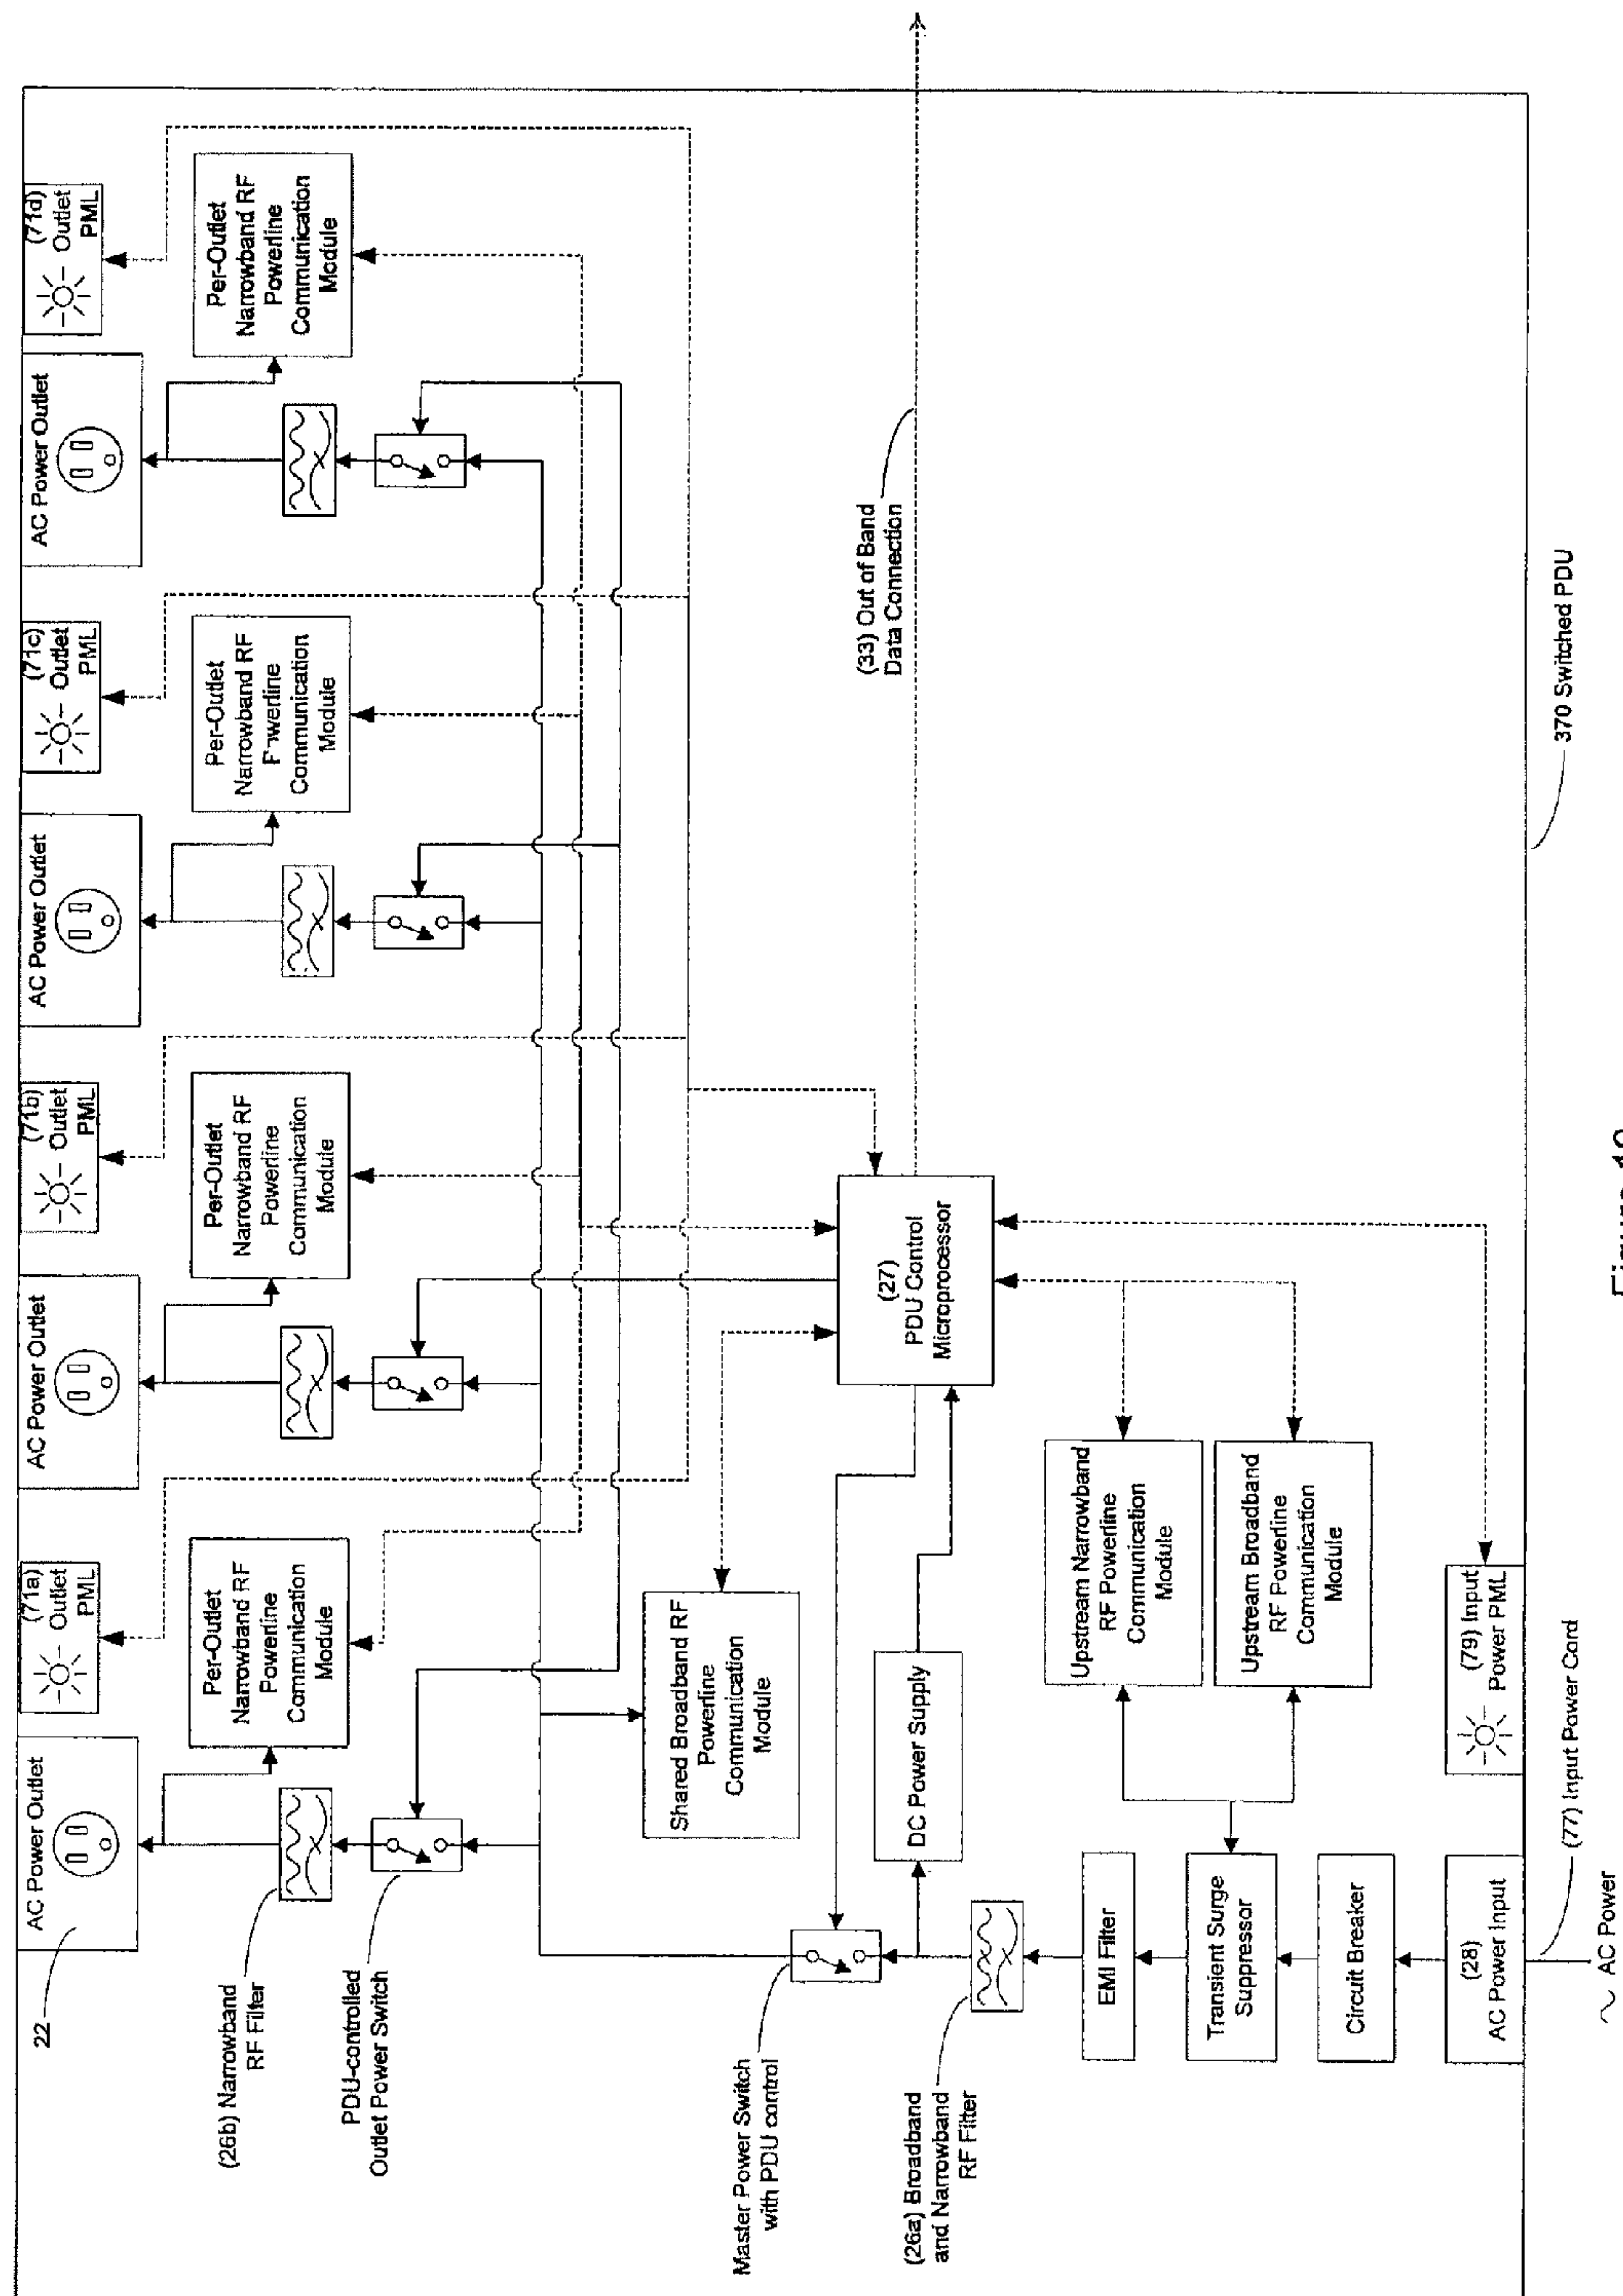 22
AC Power Outlet
(71a)
Outlet
PML
AC Power Outlet
(71b)
Outlet
PML
AC Power Outlet
(71c)
Outlet
PML
AC Power Outlet
(71d)
Outlet
PML
Per-Outlet
Narrowband RF
Powerline
Communication
Module
Per-Outlet
Narrowband RF
Powerline
Communication
Module
Per-Outlet
Narrowband RF
Communication
Module
Per-Outlet
Narrowband RF
Powerline
Communication
Module
(26b) Narrowband
RF Filter
PDU-controlled
Outlet Power Switch
Shared Broadband RF
Powerline
Communication
Module
Master Power Switch
with PDU control
(27)
PDU Control
Microprocessor
(33) Out of Band
Data Connection
DC Power Supply
(26a) Broadband
and Narrowband
RF Filter
EMI Filter
Upstream Narrowband
RF Powerline
Communication
Module
Transient Surge
Suppressor
Upstream Broadband
RF Powerline
Communication
Module
Circuit Breaker
(28)
AC Power Input
(79) Input
Power PML
370 Switched PDU
(77) Input Power Cord
~ AC Power